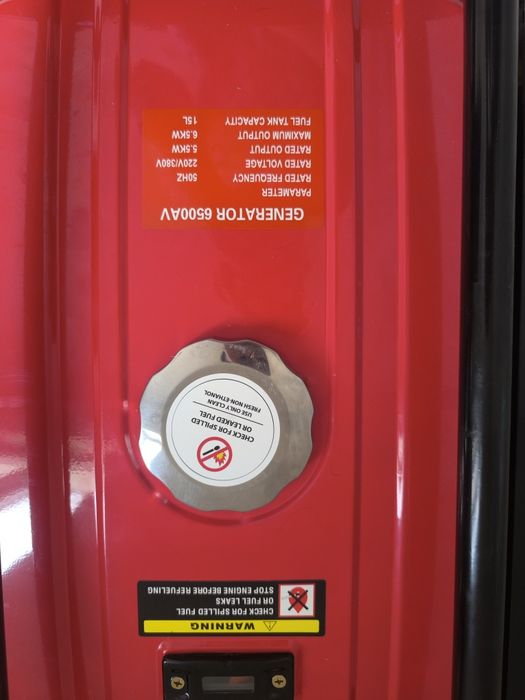 WARNING
CHECK FOR SPILLED FUEL
OR FUEL LEAKS
STOP ENGINE BEFORE REFUELING
CHECK FOR SPILLED
OR LEAKED FUEL
USE ONLY CLEAN
FRESH NON-ETHANOL
GENERATOR 6500AV
PARAMETER
RATED FREQUENCY 50HZ
RATED VOLTAGE 220V/380V
RATED OUTPUT 5.5KW
MAXIMUM OUTPUT 6.5KW
FUEL TANK CAPACITY 15L